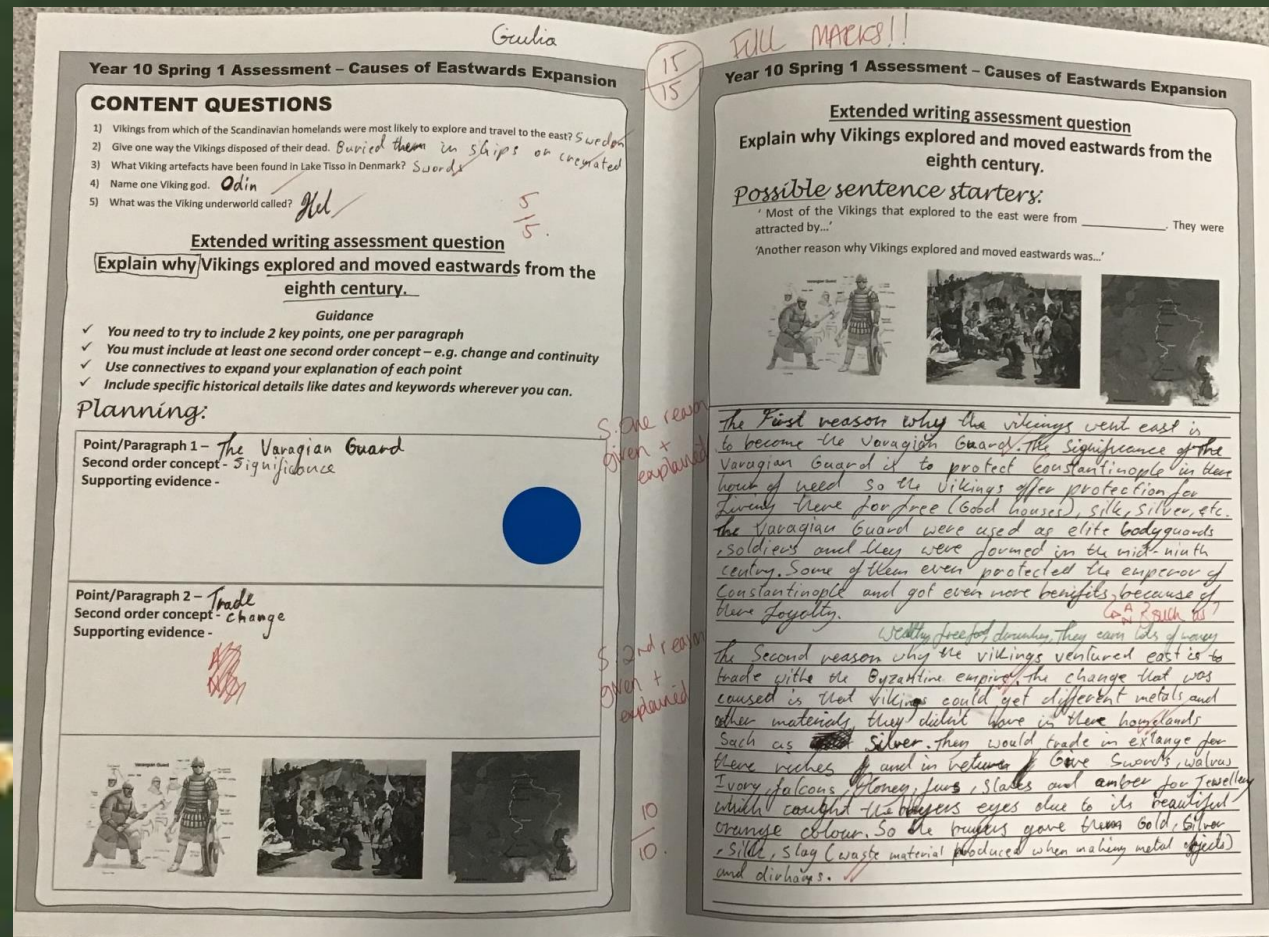 Giulia
Year 10 Spring 1 Assessment – Causes of Eastwards Expansion
CONTENT QUESTIONS
1) Vikings from which of the Scandinavian homelands were most likely to explore and travel to the east? Sweden
2) Give one way the Vikings disposed of their dead. Buried them in ships or cremated
3) What Viking artefacts have been found in Lake Tisso in Denmark? Swords
4) Name one Viking god. Odin
5) What was the Viking underworld called? Hel
5
5.
Extended writing assessment question
Explain why Vikings explored and moved eastwards from the
eighth century.
Guidance
✓ You need to try to include 2 key points, one per paragraph
✓ You must include at least one second order concept – e.g. change and continuity
✓ Use connectives to expand your explanation of each point
✓ Include specific historical details like dates and keywords wherever you can.
Planning:
Point/Paragraph 1 – The Varagian Guard
Second order concept - Significance
Supporting evidence -
Point/Paragraph 2 – Trade
Second order concept - change
Supporting evidence -
15
15
FULL MARKS!!
Year 10 Spring 1 Assessment – Causes of Eastwards Expansion
Extended writing assessment question
Explain why Vikings explored and moved eastwards from the
eighth century.
Possible sentence starters:
' Most of the Vikings that explored to the east were from ____________. They were
attracted by...'
'Another reason why Vikings explored and moved eastwards was...'
S. One reason
given +
explained
The First reason why the vikings went east is
to become the Varagian Guard. The Significance of the
Varagian Guard is to protect Constantinople in there
hour of need so the vikings offer protection for
Living there for free (Good houses), silk, silver, etc.
The Varagian Guard were used as elite bodyguards
, soldiers and they were formed in the mid-ninth
centry. Some of them even protected the emperor of
Constantinople and got even more benefits, because of
there Loyalty.
such as?
wealthy, free food, They earn lots of money
S. 2nd reason
given +
explained
The Second reason why the vikings ventured east is to
trade withe the Byzantine empire. The change that was
caused is that Vikings could get different metals and
other materials they didn't have in there homelands
Such as Silver. Then would trade in exlange for
there riches and in return Gave Swords, walrus
Ivory, falcons, Honey, furs, slaves and amber for Jewellery
which caught the buyers eyes due to its beautiful
orange colour. So the buyers gave them Gold, Silver
, Silk, slag (waste material produced when making metal objects)
and dirhams.
10
10.